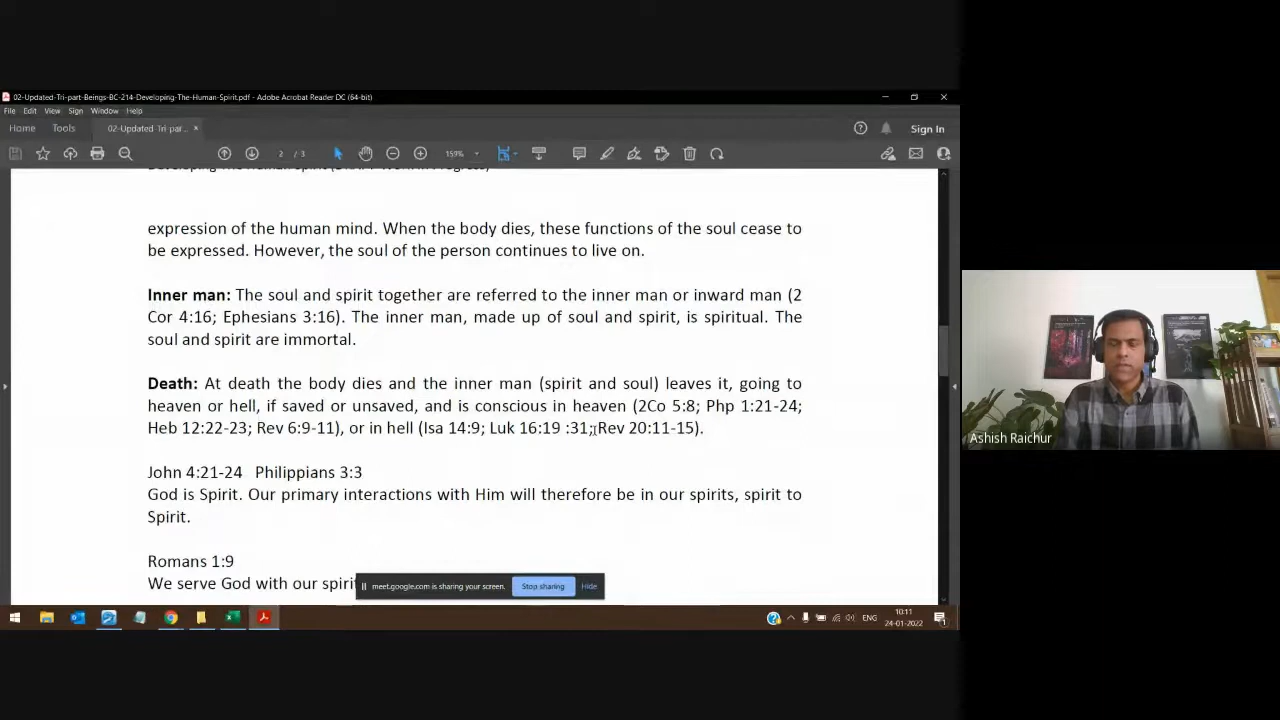 02-Updated-Tri-part-Beings-BC-214-Developing-The-Human-Spirit.pdf - Adobe Acrobat Reader DC (64-bit)
File Edit View Sign Window Help
Home Tools 02-Updated-Tri-par... × Sign In
2 / 3 159%
expression of the human mind. When the body dies, these functions of the soul cease to
be expressed. However, the soul of the person continues to live on.
Inner man: The soul and spirit together are referred to the inner man or inward man (2
Cor 4:16; Ephesians 3:16). The inner man, made up of soul and spirit, is spiritual. The
soul and spirit are immortal.
Death: At death the body dies and the inner man (spirit and soul) leaves it, going to
heaven or hell, if saved or unsaved, and is conscious in heaven (2Co 5:8; Php 1:21-24;
Heb 12:22-23; Rev 6:9-11), or in hell (Isa 14:9; Luk 16:19 :31; Rev 20:11-15).
Ashish Raichur
John 4:21-24 Philippians 3:3
God is Spirit. Our primary interactions with Him will therefore be in our spirits, spirit to
Spirit.
Romans 1:9
We serve God with our spirit
meet.google.com is sharing your screen. Stop sharing Hide
ENG 10:11
24-01-2022